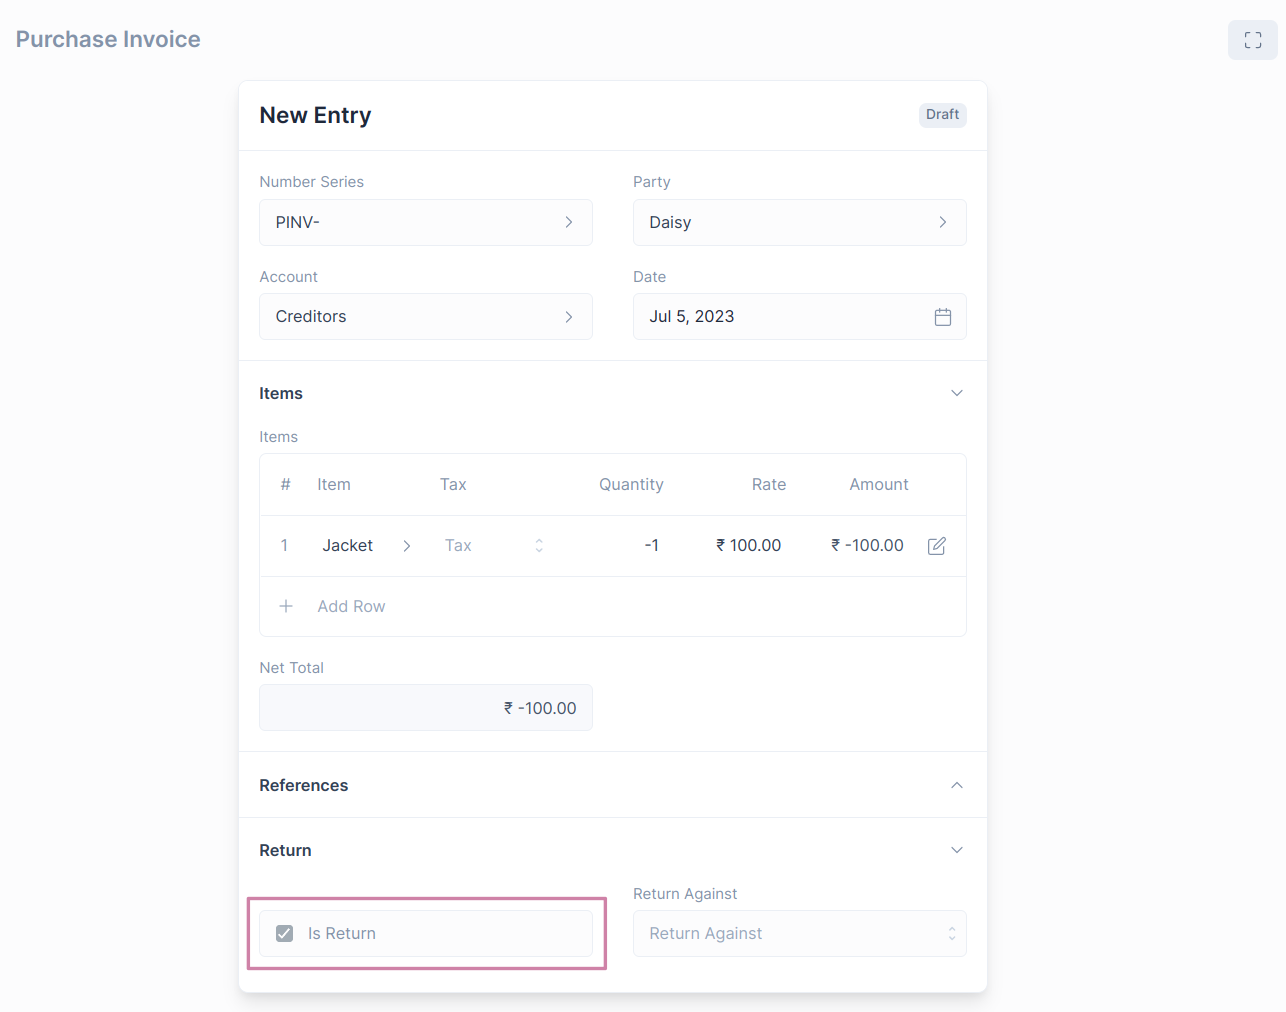 Purchase Invoice
New Entry
Draft
Number Series
Party
PINV-
Daisy
Account
Date
Creditors
Jul 5, 2023
Items
Items
# Item Tax Quantity Rate Amount
1 Jacket Tax -1 ₹ 100.00 ₹ -100.00
Add Row
Net Total
₹ -100.00
References
Return
Return Against
Is Return
Return Against